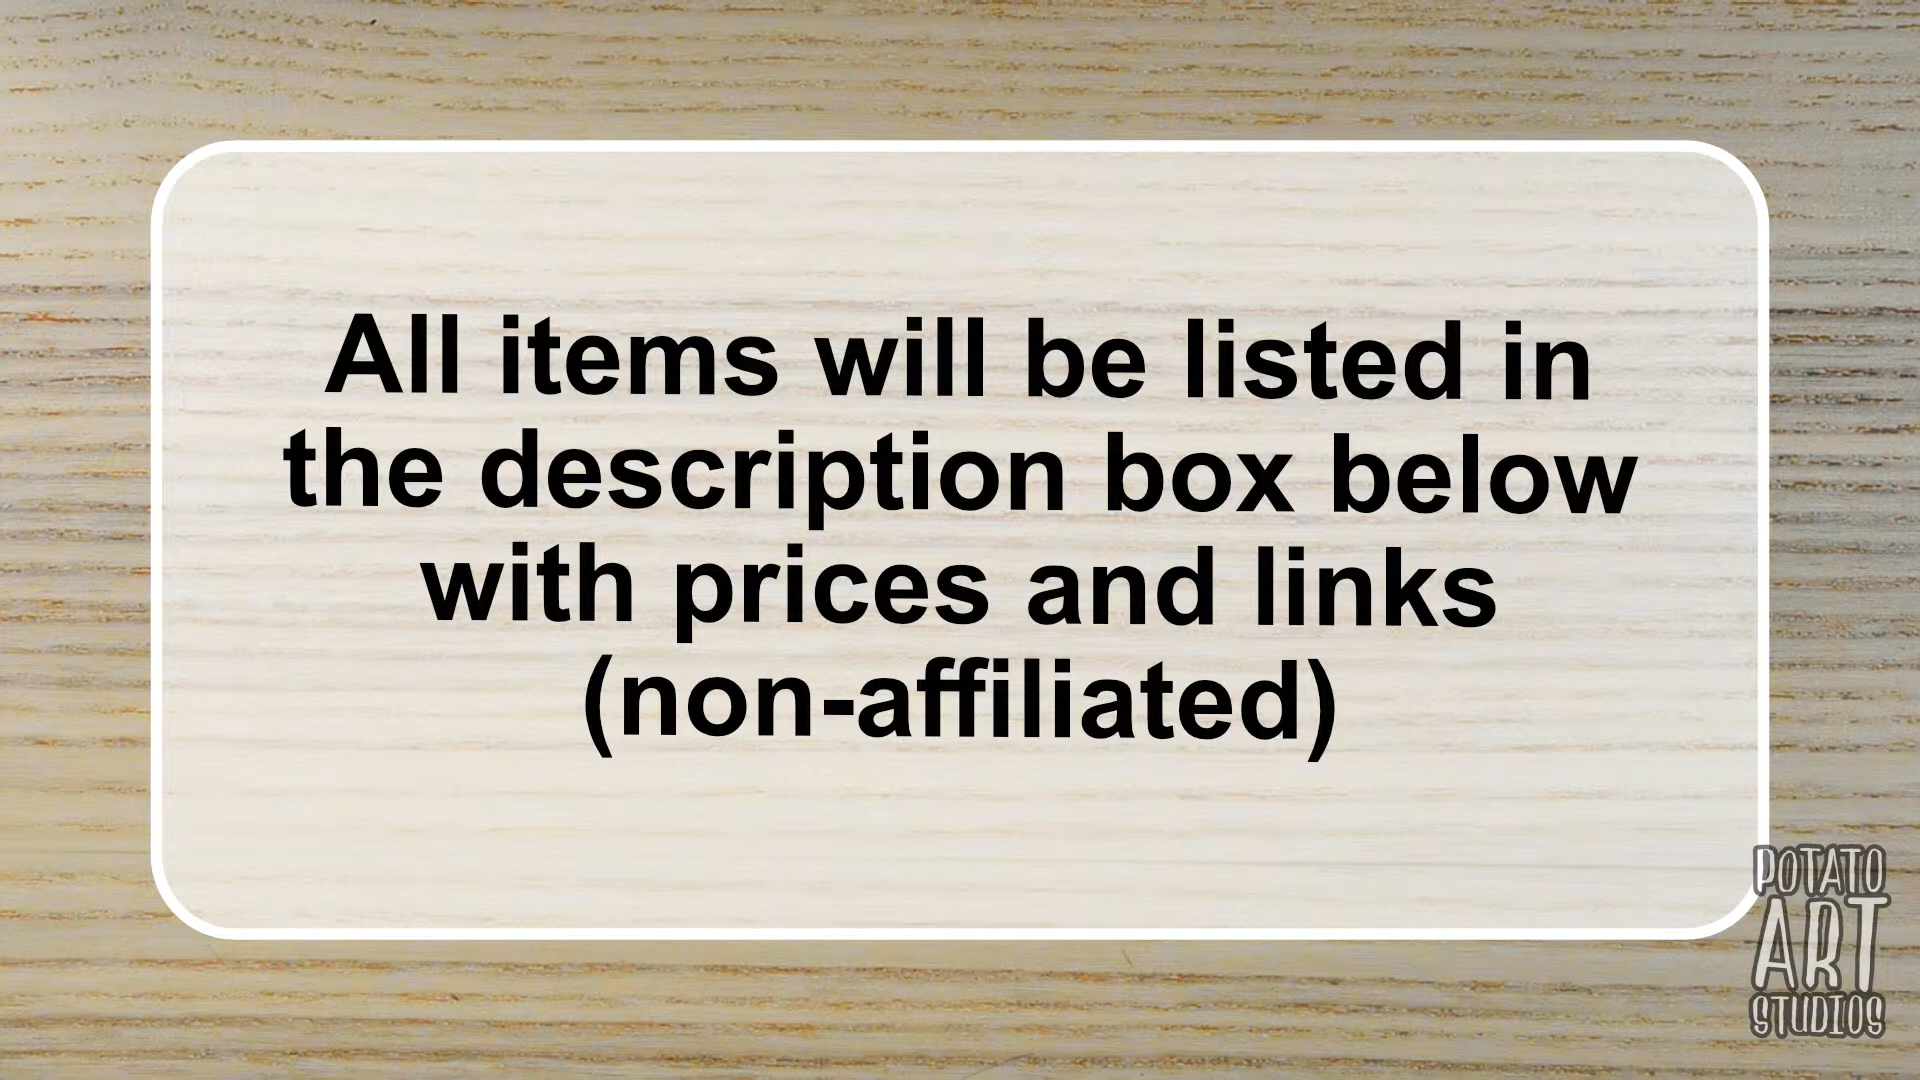 All items will be listed in
the description box below
with prices and links
(non-affiliated)
POTATO
ART
STUDIOS